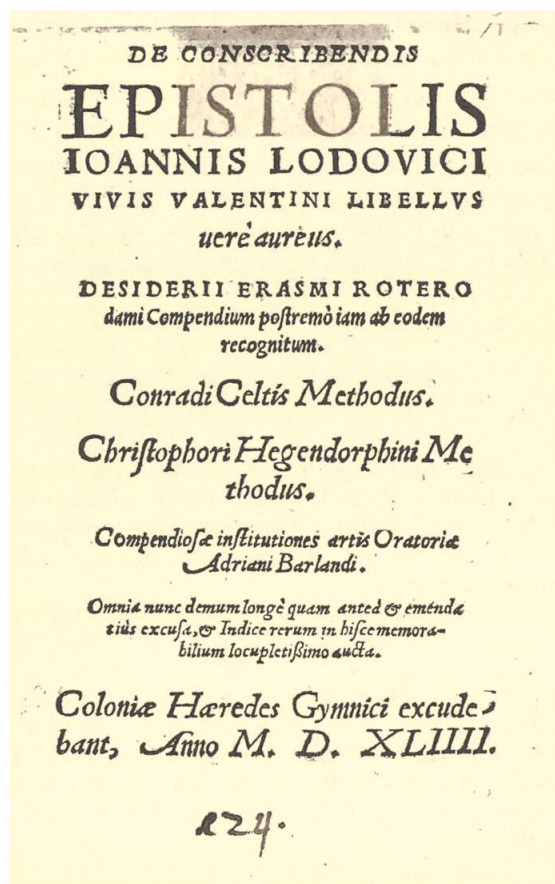 DE CONSCRIBENDIS
EPISTOLIS
IOANNIS LODOVICI
VIVIS VALENTINI LIBELLVS
uerè aureus.
DESIDERII ERASMI ROTERO
dami Compendium poſtremò iam ab eodem
recognitum.
Conradi Celtis Methodus.
Chriſtophori Hegendorphini Me
thodus.
Compendioſæ inſtitutiones artis Oratoriæ
Adriani Barlandi.
Omnia nunc demum longè quam anteà & emenda
tiùs excuſa, & Indice rerum in hiſce memora-
bilium locupletißimo aucta.
Coloniæ Hæredes Gymnici excude
bant, Anno M. D. XLIIII.
224.